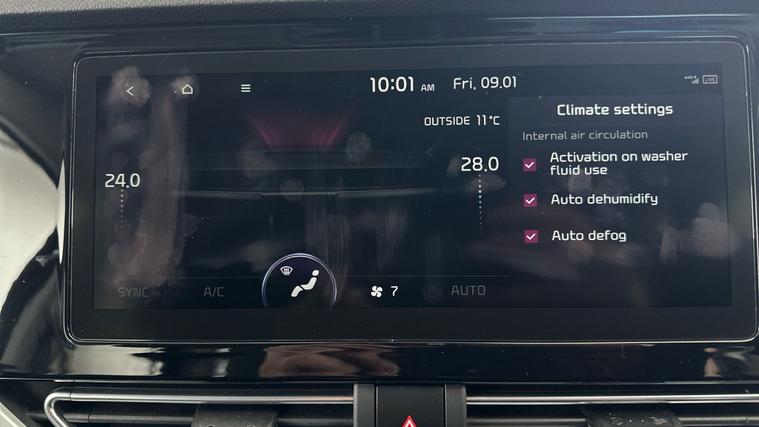 10:01 AM Fri, 09.01
Climate settings
OUTSIDE 11°C
Internal air circulation
Activation on washer
fluid use
24.0
28.0
Auto dehumidify
Auto defog
SYNC A/C 7 AUTO